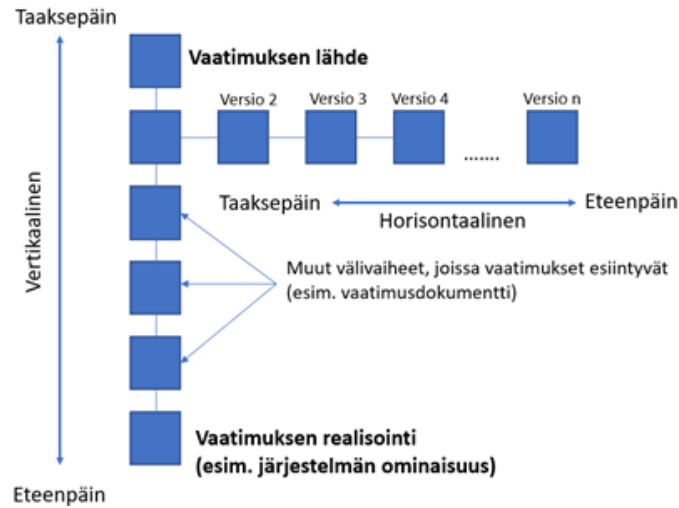 Taaksepäin
Vaatimuksen lähde
Versio 2
Versio 3
Versio 4
Versio n
.......
Taaksepäin
Eteenpäin
Horisontaalinen
Vertikaalinen
Muut välivaiheet, joissa vaatimukset esiintyvät
(esim. vaatimusdokumentti)
Vaatimuksen realisointi
(esim. järjestelmän ominaisuus)
Eteenpäin